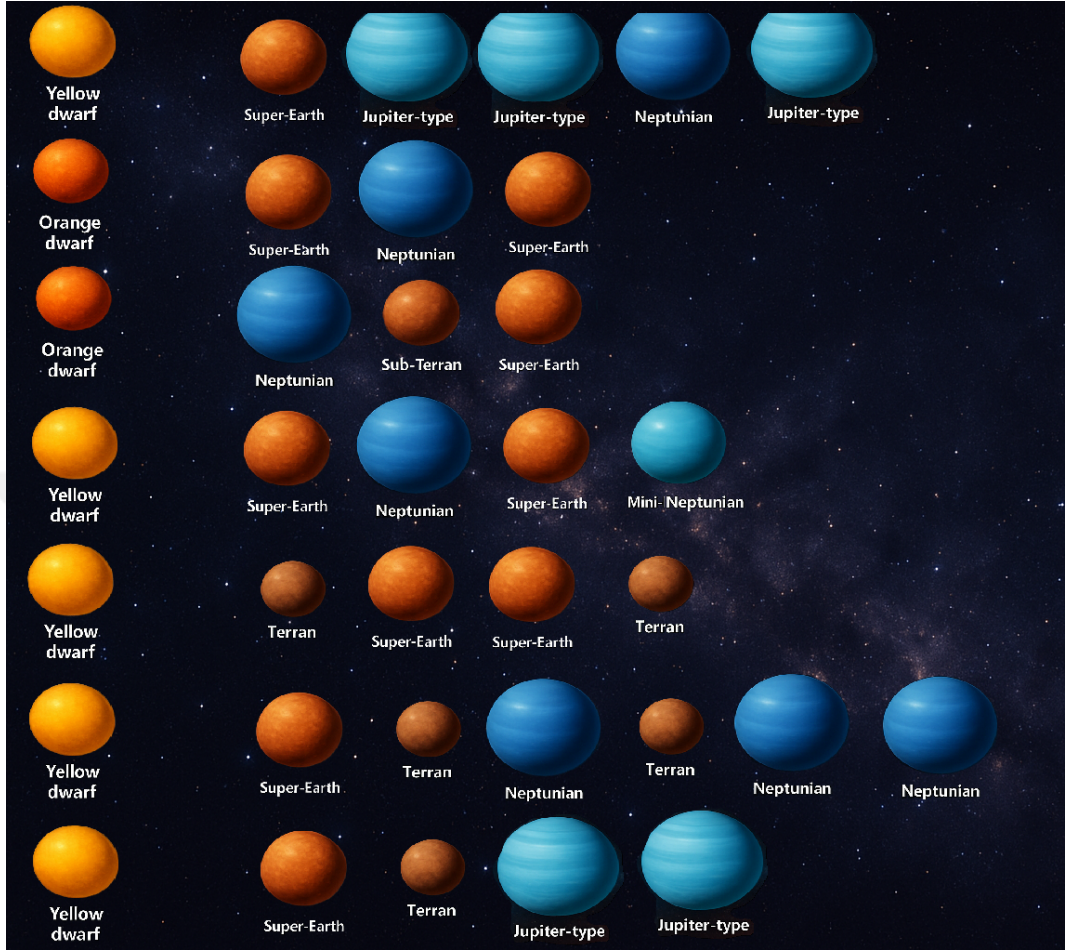 Yellow
dwarf
Super-Earth
Jupiter-type
Jupiter-type
Neptunian
Jupiter-type
Orange
dwarf
Super-Earth
Neptunian
Super-Earth
Orange
dwarf
Neptunian
Sub-Terran
Super-Earth
Yellow
dwarf
Super-Earth
Neptunian
Super-Earth
Mini-Neptunian
Yellow
dwarf
Terran
Super-Earth
Super-Earth
Terran
Yellow
dwarf
Super-Earth
Terran
Neptunian
Terran
Neptunian
Neptunian
Yellow
dwarf
Super-Earth
Terran
Jupiter-type
Jupiter-type